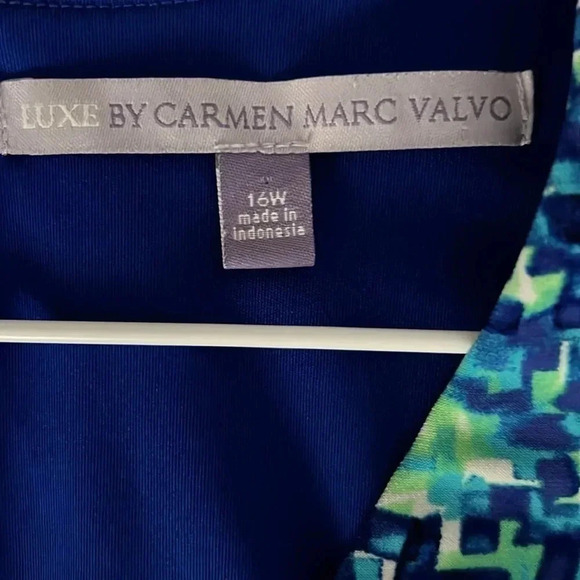 LUXE BY CARMEN MARC VALVO
16W
made in
indonesia